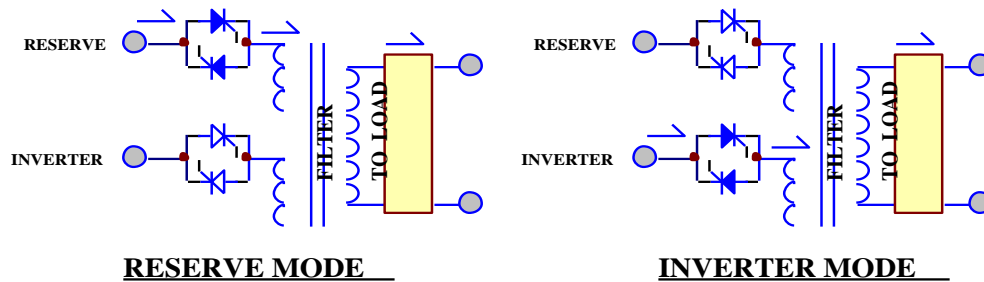 RESERVE
INVERTER
FILTER
TO LOAD
RESERVE MODE
RESERVE
INVERTER
FILTER
TO LOAD
INVERTER MODE